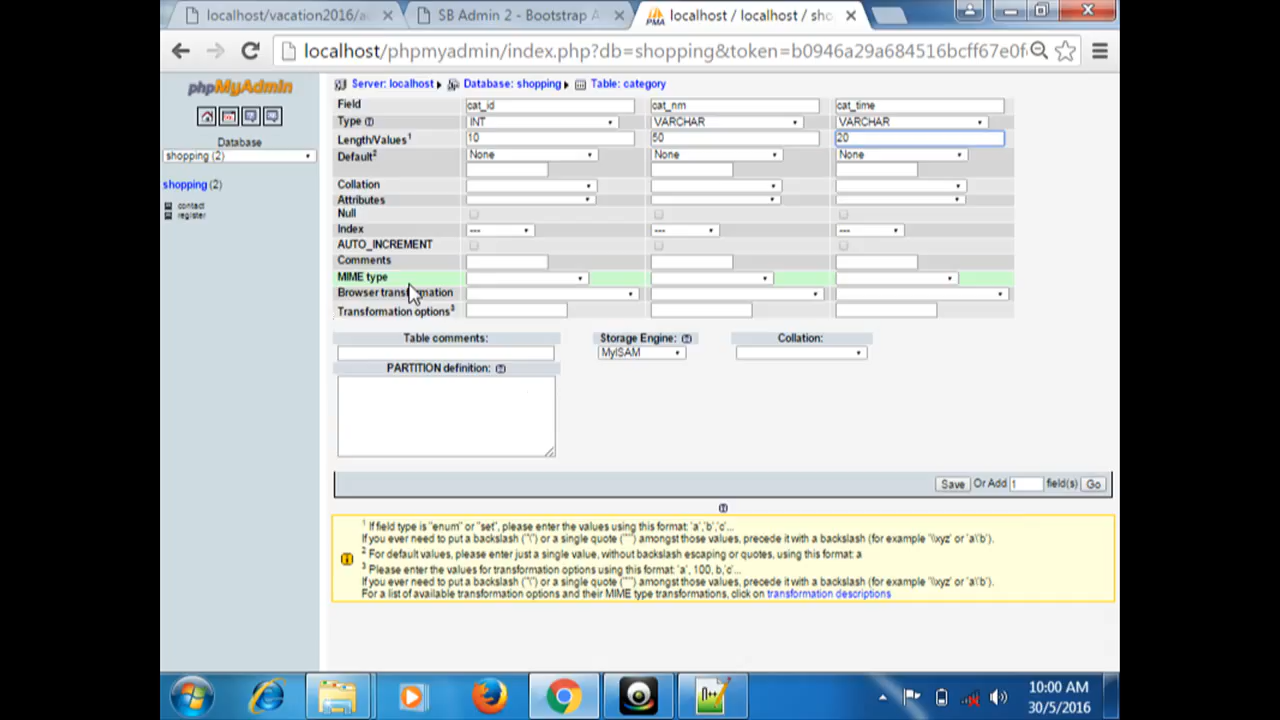 localhost/vacation2016/a
SB Admin 2 - Bootstrap A
localhost / localhost / sho
localhost/phpmyadmin/index.php?db=shopping&token=b0946a29a684516bcff67e0f
phpMyAdmin
Database
shopping (2)
shopping (2)
contact
register
Server: localhost Database: shopping Table: category
Field cat_id cat_nm cat_time
Type INT VARCHAR VARCHAR
Length/Values1 10 50 20
Default2 None None None
Collation
Attributes
Null
Index --- --- ---
AUTO_INCREMENT
Comments
MIME type
Browser transformation
Transformation options3
Table comments: Storage Engine: Collation:
MyISAM
PARTITION definition:
Save Or Add 1 field(s) Go
1 If field type is "enum" or "set", please enter the values using this format: 'a','b','c'...
If you ever need to put a backslash ("\") or a single quote ("'") amongst those values, precede it with a backslash (for example '\\xyz' or 'a\'b').
2 For default values, please enter just a single value, without backslash escaping or quotes, using this format: a
3 Please enter the values for transformation options using this format: 'a', 100, b,'c'...
If you ever need to put a backslash ("\") or a single quote ("'") amongst those values, precede it with a backslash (for example '\\xyz' or 'a\'b').
For a list of available transformation options and their MIME type transformations, click on transformation descriptions
10:00 AM
30/5/2016